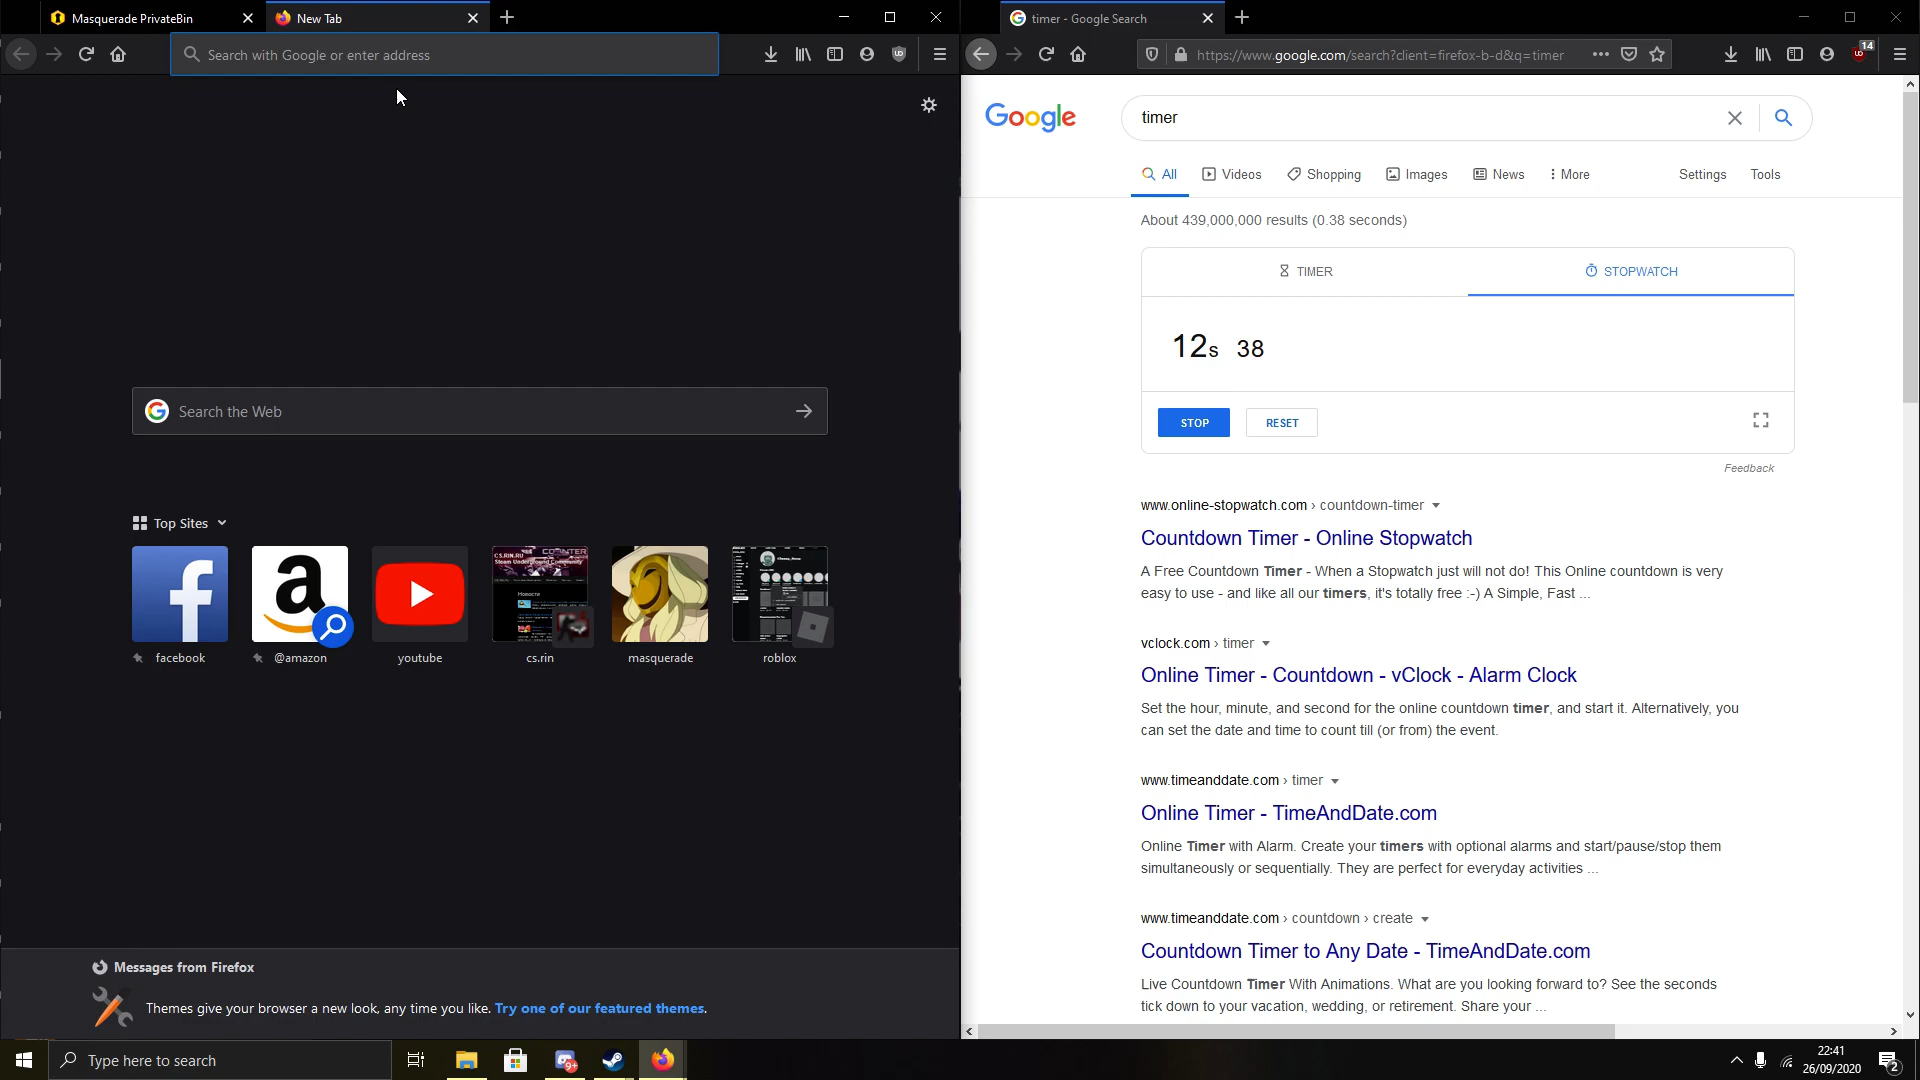 Masquerade PrivateBin
New Tab
Search with Google or enter address
Search the Web
Top Sites
facebook
@amazon
youtube
cs.rin
masquerade
roblox
Messages from Firefox
Themes give your browser a new look, any time you like. Try one of our featured themes.
timer - Google Search
https://www.google.com/search?client=firefox-b-d&q=timer
14
Google
timer
All
Videos
Shopping
Images
News
More
Settings
Tools
About 439,000,000 results (0.38 seconds)
TIMER
STOPWATCH
12s 38
STOP
RESET
Feedback
www.online-stopwatch.com › countdown-timer
Countdown Timer - Online Stopwatch
A Free Countdown Timer - When a Stopwatch just will not do! This Online countdown is very
easy to use - and like all our timers, it's totally free :-) A Simple, Fast ...
vclock.com › timer
Online Timer - Countdown - vClock - Alarm Clock
Set the hour, minute, and second for the online countdown timer, and start it. Alternatively, you
can set the date and time to count till (or from) the event.
www.timeanddate.com › timer
Online Timer - TimeAndDate.com
Online Timer with Alarm. Create your timers with optional alarms and start/pause/stop them
simultaneously or sequentially. They are perfect for everyday activities ...
www.timeanddate.com › countdown › create
Countdown Timer to Any Date - TimeAndDate.com
Live Countdown Timer With Animations. What are you looking forward to? See the seconds
tick down to your vacation, wedding, or retirement. Share your ...
Type here to search
9+
22:41
26/09/2020
2